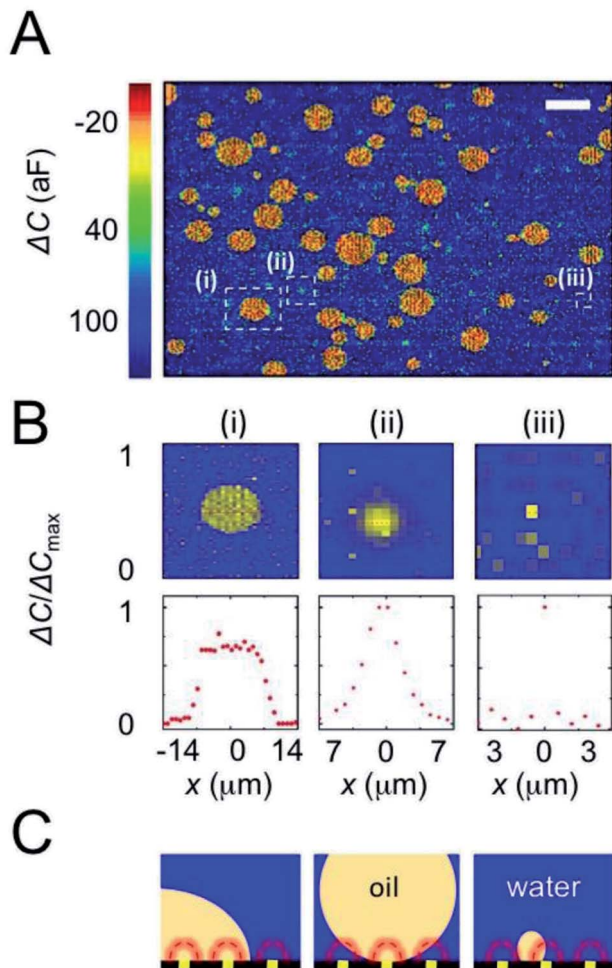 A
ΔC (aF)
-20
40
100
(i)
(ii)
(iii)
B
(i)
(ii)
(iii)
ΔC/ΔCmax
1
0
1
0
-14 0 14
7 0 7
3 0 3
x (μm)
x (μm)
x (μm)
C
oil
water